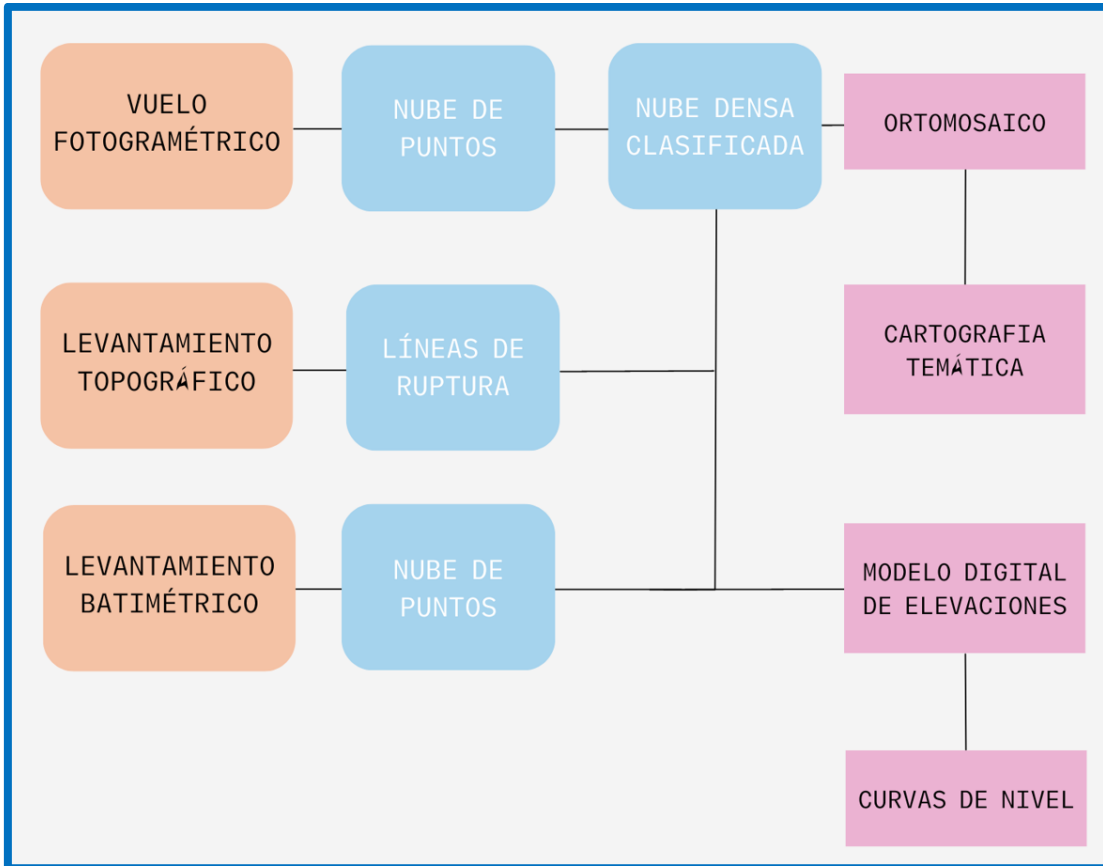 VUELO
FOTOGRAMÉTRICO
NUBE DE
PUNTOS
NUBE DENSA
CLASIFICADA
ORTOMOSAICO
LEVANTAMIENTO
TOPOGRÁFICO
LÍNEAS DE
RUPTURA
CARTOGRAFIA
TEMÁTICA
LEVANTAMIENTO
BATIMÉTRICO
NUBE DE
PUNTOS
MODELO DIGITAL
DE ELEVACIONES
CURVAS DE NIVEL